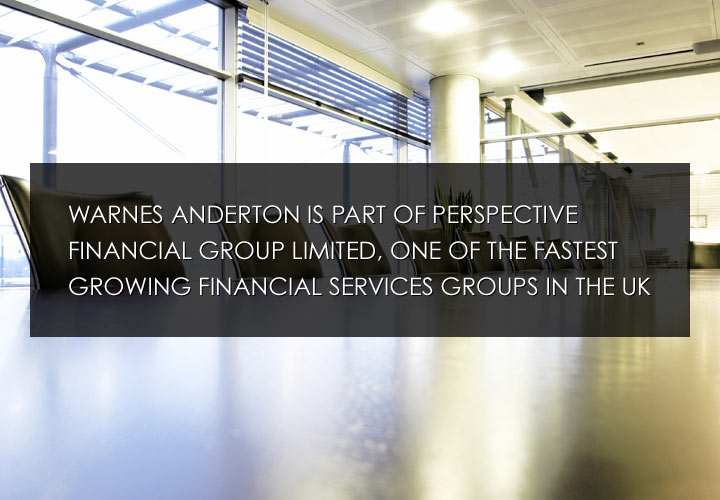 WARNES ANDERTON IS PART OF PERSPECTIVE
FINANCIAL GROUP LIMITED, ONE OF THE FASTEST
GROWING FINANCIAL SERVICES GROUPS IN THE UK